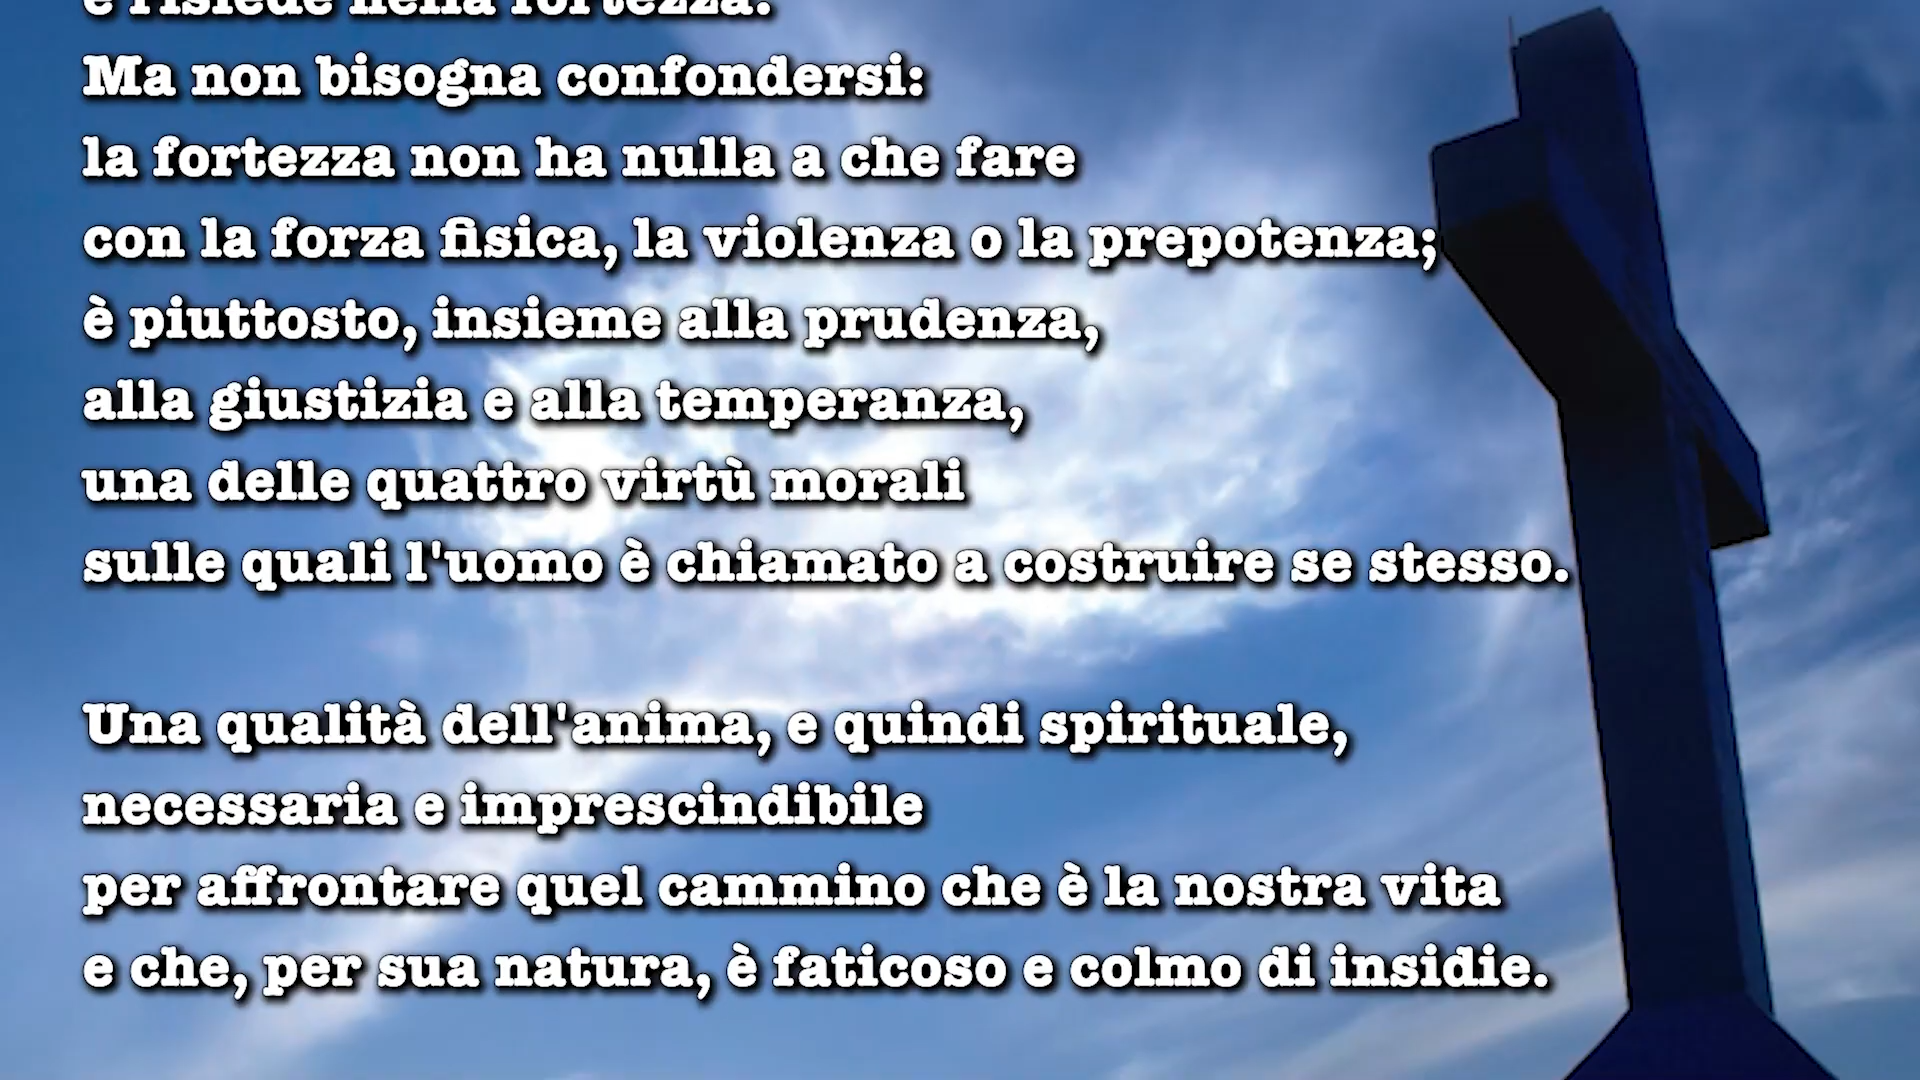 e risiede nella fortezza.
Ma non bisogna confondersi:
la fortezza non ha nulla a che fare
con la forza fisica, la violenza o la prepotenza;
è piuttosto, insieme alla prudenza,
alla giustizia e alla temperanza,
una delle quattro virtù morali
sulle quali l'uomo è chiamato a costruire se stesso.
Una qualità dell'anima, e quindi spirituale,
necessaria e imprescindibile
per affrontare quel cammino che è la nostra vita
e che, per sua natura, è faticoso e colmo di insidie.